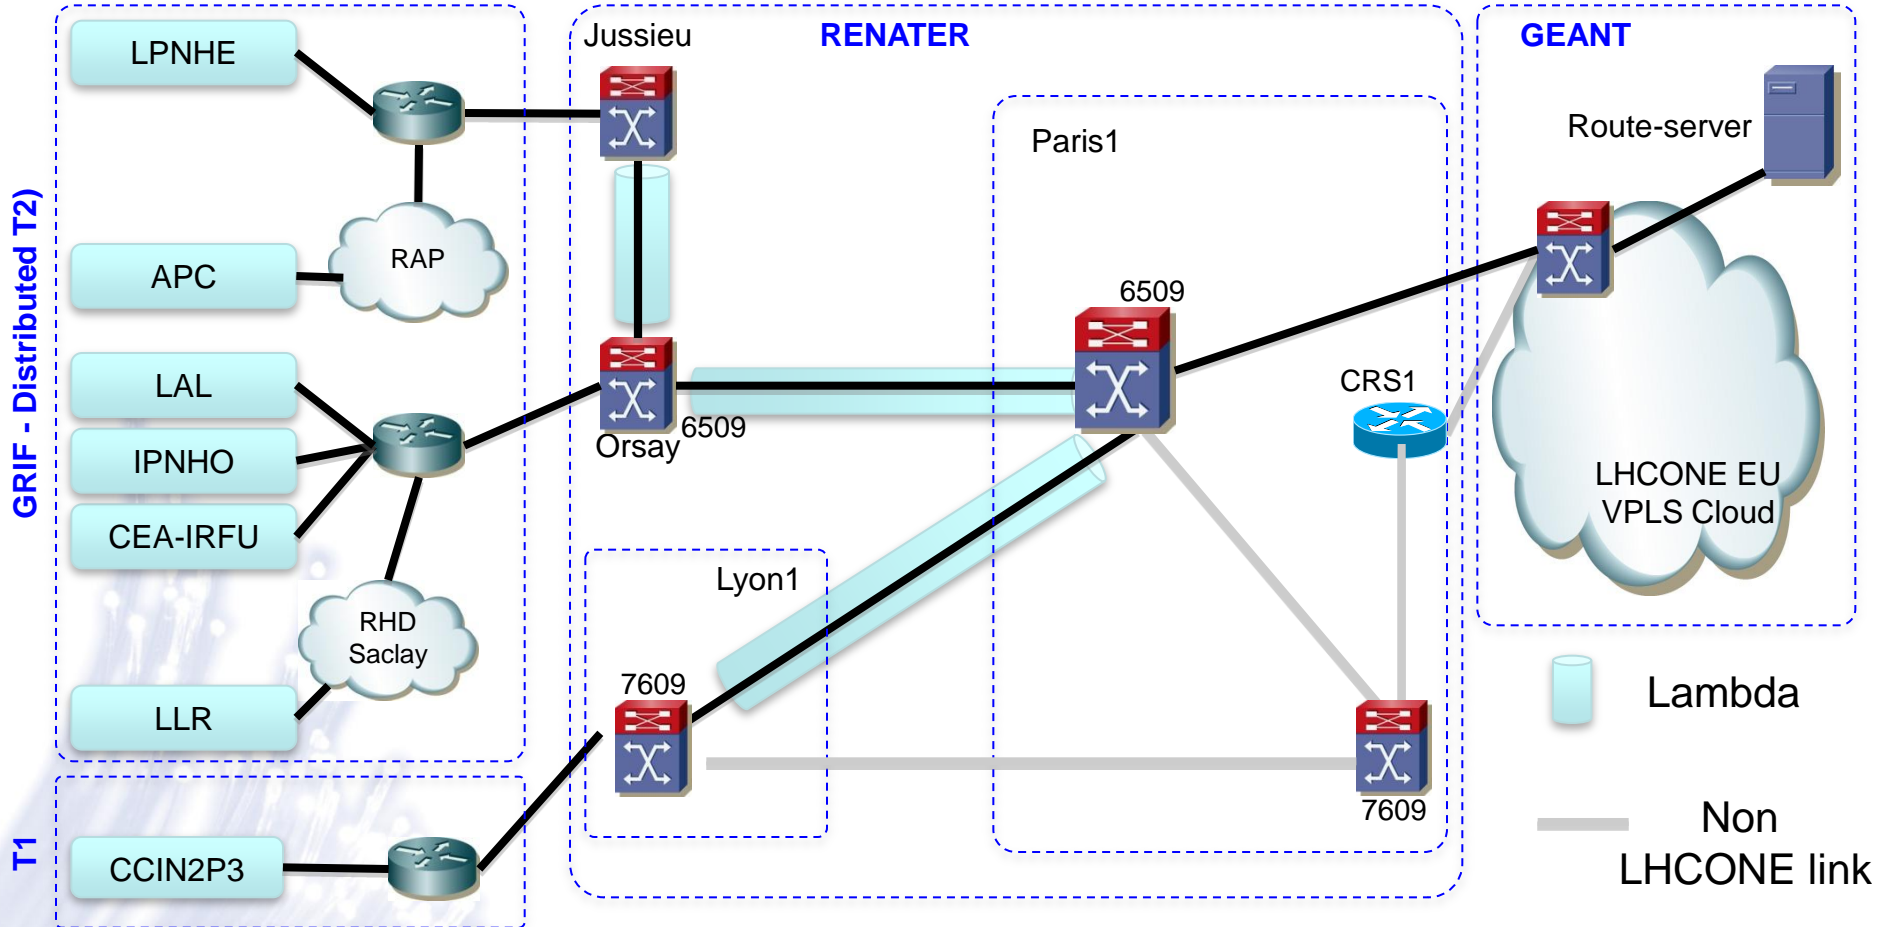 GRIF - Distributed T2)
LPNHE
APC
RAP
LAL
IPNHO
CEA-IRFU
RHD
Saclay
LLR
T1
CCIN2P3
RENATER
Jussieu
Orsay
6509
Paris1
6509
CRS1
Lyon1
7609
7609
GEANT
Route-server
LHCONE EU
VPLS Cloud
Lambda
Non
LHCONE link